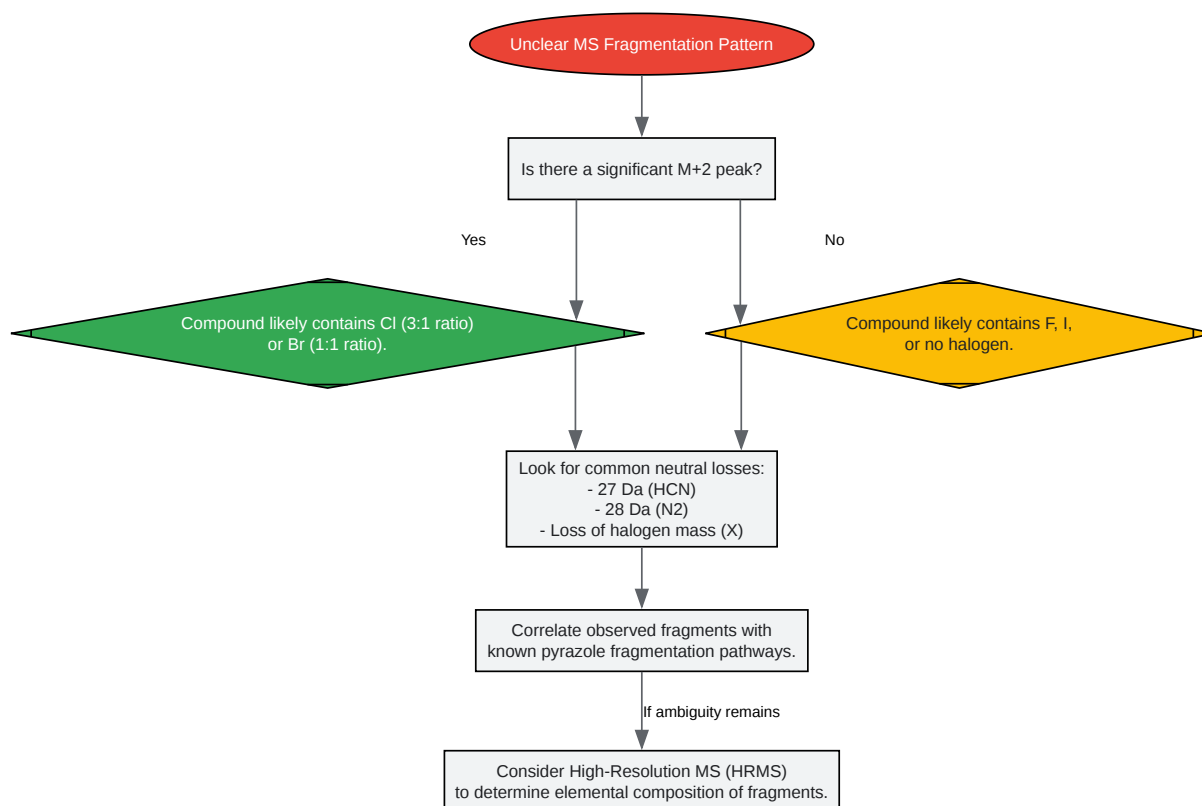 Unclear MS Fragmentation Pattern
Is there a significant M+2 peak?
Yes
No
Compound likely contains Cl (3:1 ratio)
or Br (1:1 ratio).
Compound likely contains F, I,
or no halogen.
Look for common neutral losses:
- 27 Da (HCN)
- 28 Da (N2)
- Loss of halogen mass (X)
Correlate observed fragments with
known pyrazole fragmentation pathways.
If ambiguity remains
Consider High-Resolution MS (HRMS)
to determine elemental composition of fragments.